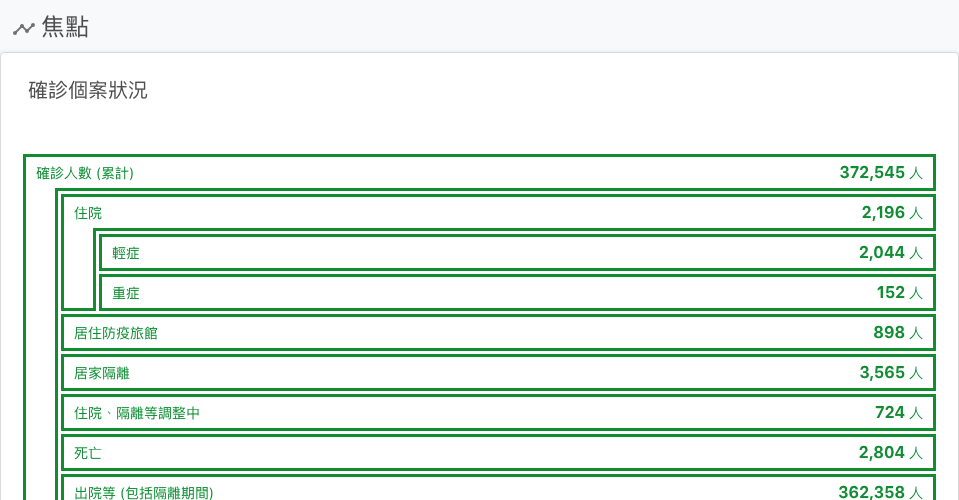 焦點
確診個案狀況
確診人數 (累計) 372,545 人
住院 2,196 人
輕症 2,044 人
重症 152 人
居住防疫旅館 898 人
居家隔離 3,565 人
住院、隔離等調整中 724 人
死亡 2,804 人
出院等 (包括隔離期間) 362,358 人